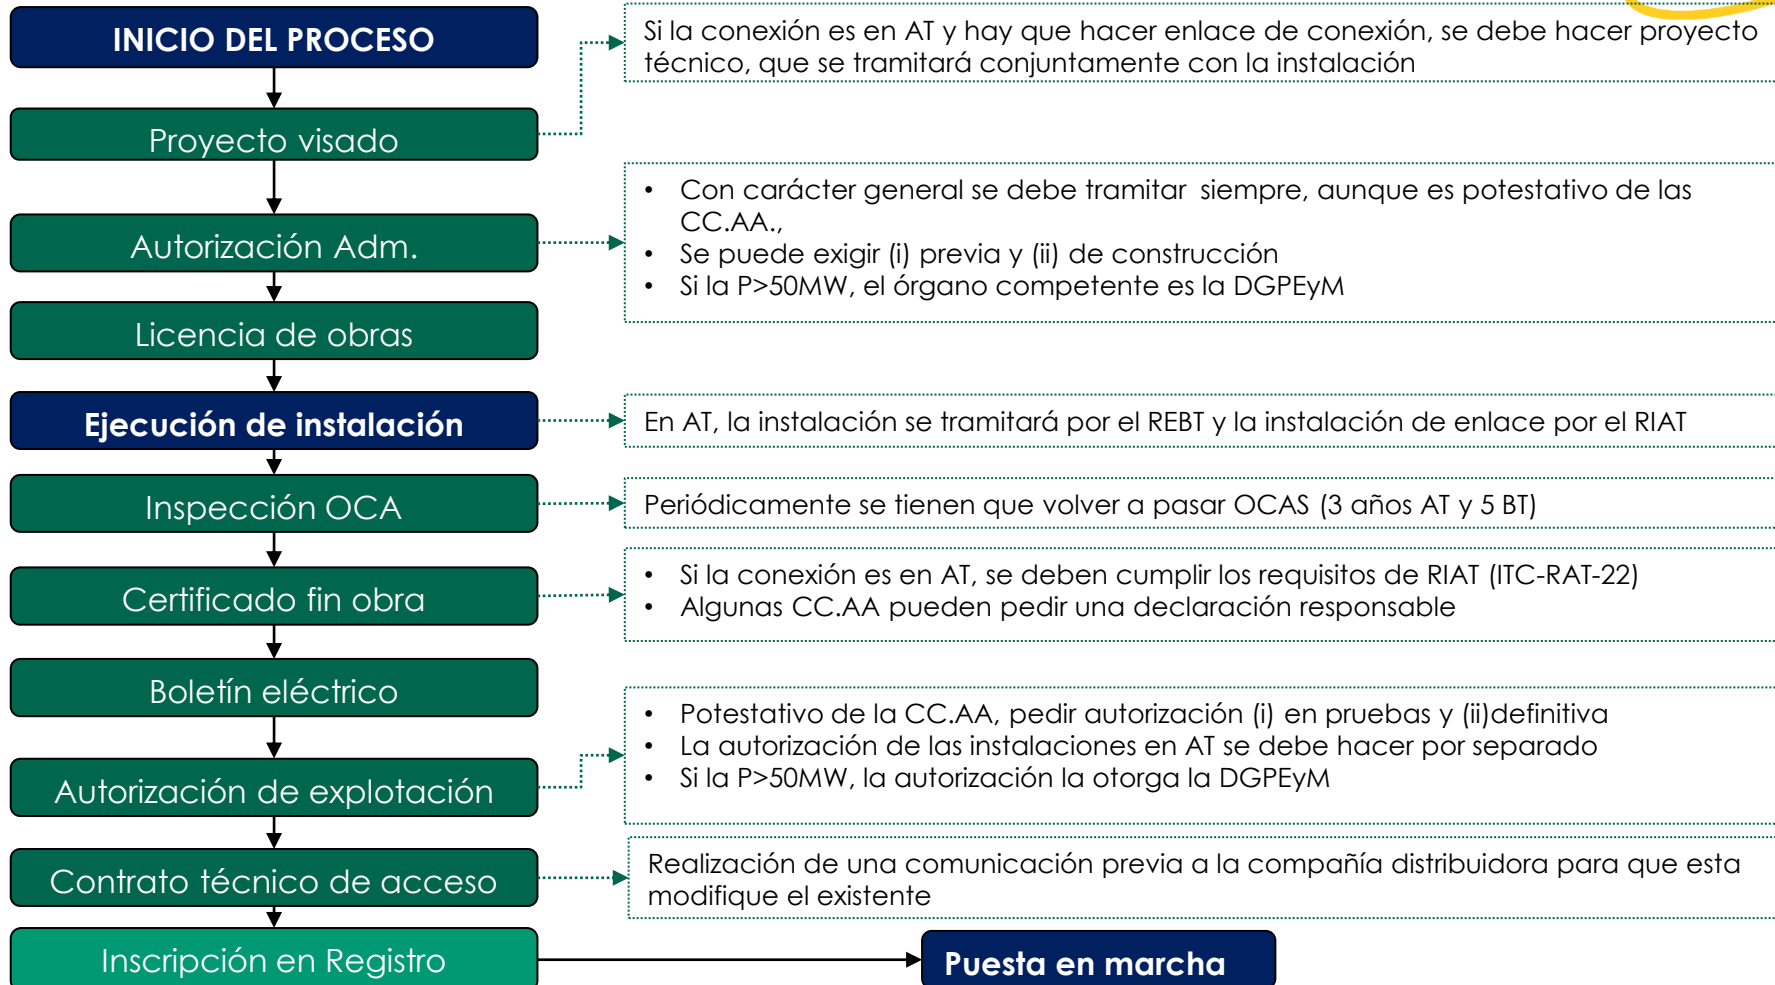 INICIO DEL PROCESO
Si la conexión es en AT y hay que hacer enlace de conexión, se debe hacer proyecto
técnico, que se tramitará conjuntamente con la instalación
Proyecto visado
• Con carácter general se debe tramitar siempre, aunque es potestativo de las
CC.AA.,
• Se puede exigir (i) previa y (ii) de construcción
• Si la P>50MW, el órgano competente es la DGPEyM
Autorización Adm.
Licencia de obras
Ejecución de instalación
En AT, la instalación se tramitará por el REBT y la instalación de enlace por el RIAT
Inspección OCA
Periódicamente se tienen que volver a pasar OCAS (3 años AT y 5 BT)
Certificado fin obra
• Si la conexión es en AT, se deben cumplir los requisitos de RIAT (ITC-RAT-22)
• Algunas CC.AA pueden pedir una declaración responsable
Boletín eléctrico
• Potestativo de la CC.AA, pedir autorización (i) en pruebas y (ii)definitiva
• La autorización de las instalaciones en AT se debe hacer por separado
• Si la P>50MW, la autorización la otorga la DGPEyM
Autorización de explotación
Contrato técnico de acceso
Realización de una comunicación previa a la compañía distribuidora para que esta
modifique el existente
Inscripción en Registro
Puesta en marcha